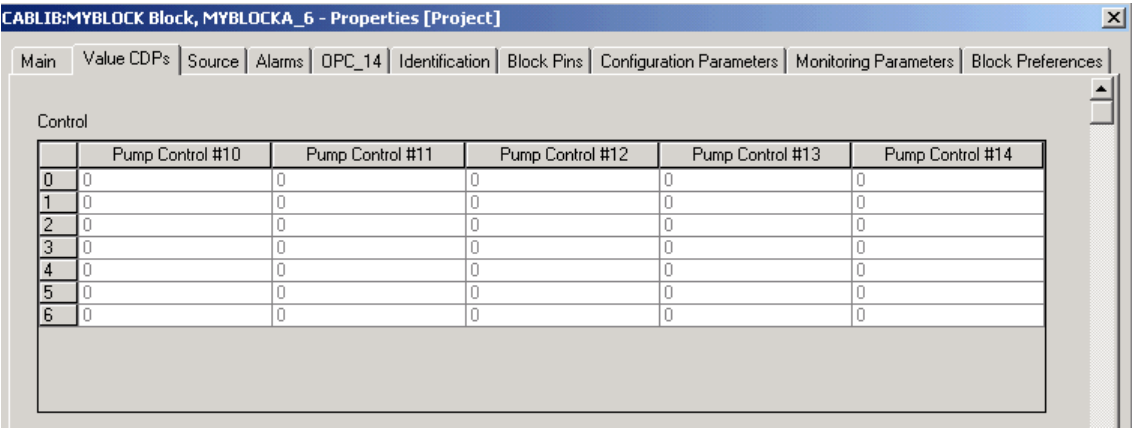 CABLIB:MYBLOCK Block, MYBLOCKA_6 - Properties [Project]
Main Value CDPs Source Alarms OPC_14 Identification Block Pins Configuration Parameters Monitoring Parameters Block Preferences
Control
Pump Control #10 Pump Control #11 Pump Control #12 Pump Control #13 Pump Control #14
0 0 0 0 0 0
1 0 0 0 0 0
2 0 0 0 0 0
3 0 0 0 0 0
4 0 0 0 0 0
5 0 0 0 0 0
6 0 0 0 0 0